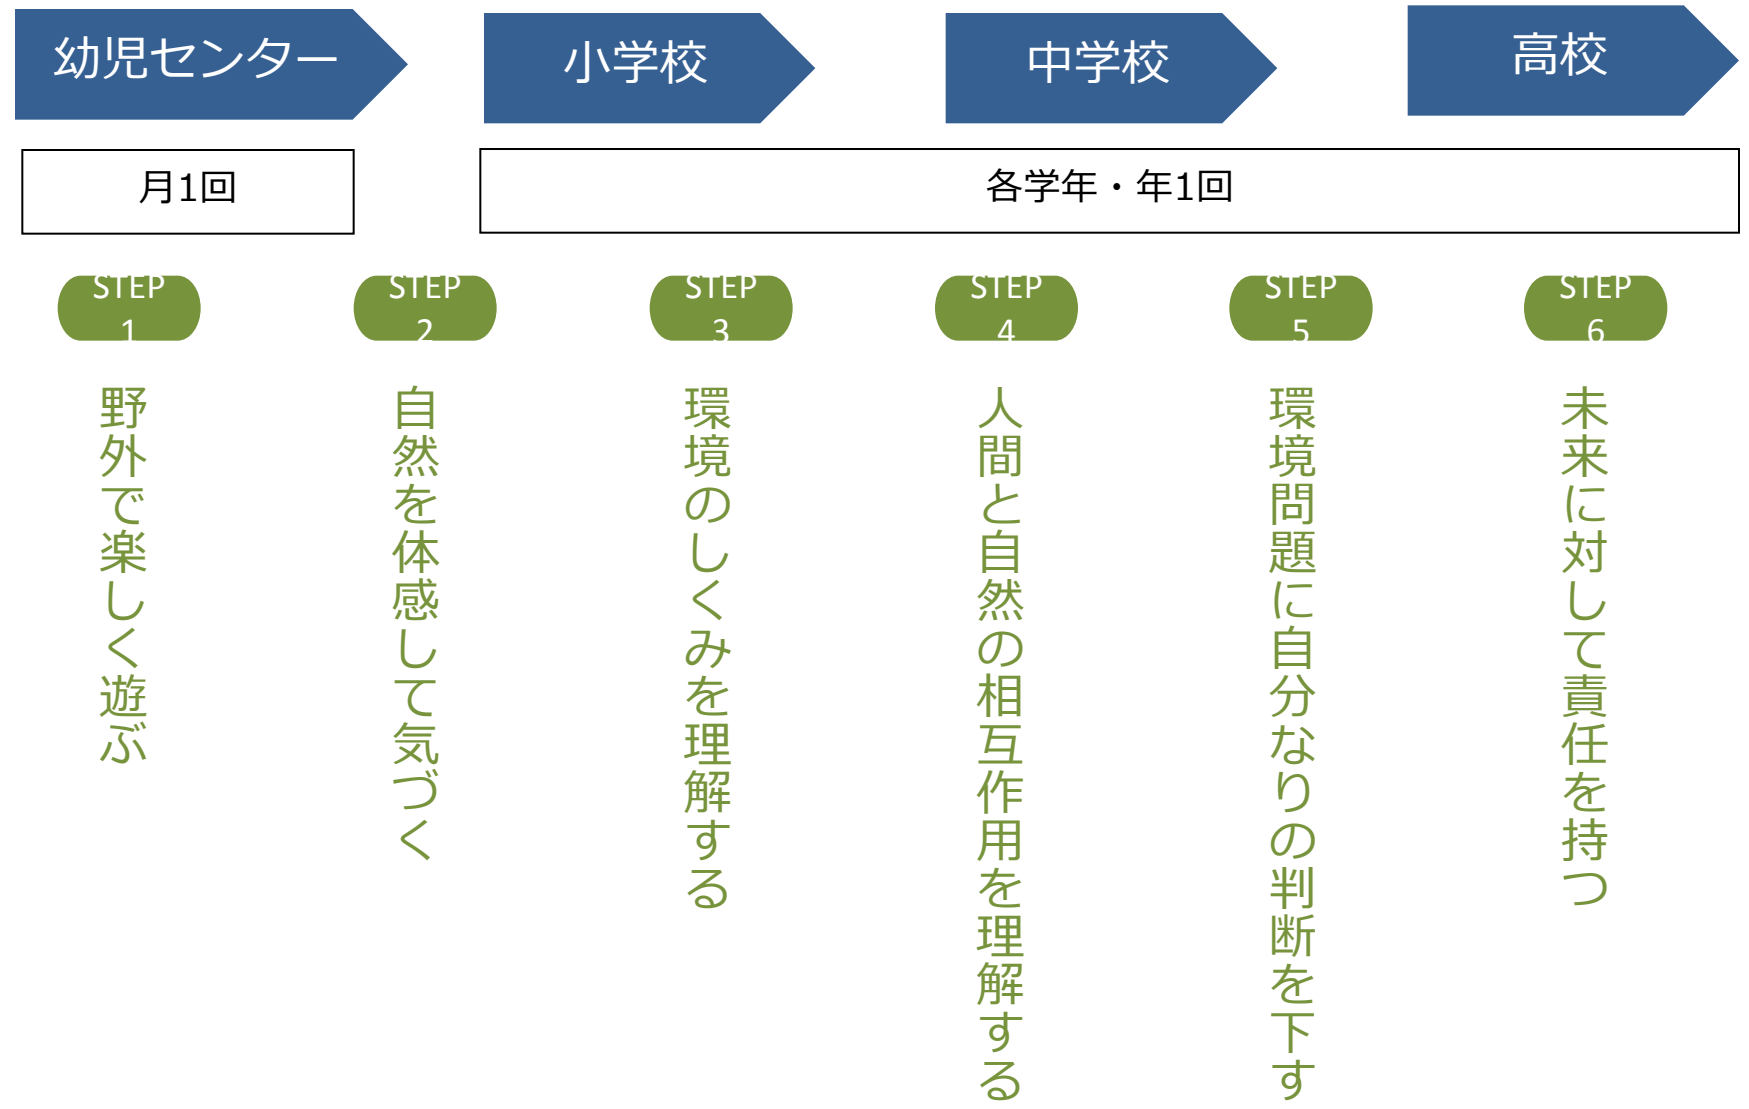 幼児センター
小学校
中学校
高校
月1回
各学年・年1回
STEP
1
野外で楽しく遊ぶ
STEP
2
自然を体感して気づく
STEP
3
環境のしくみを理解する
STEP
4
人間と自然の相互作用を理解する
STEP
5
環境問題に自分なりの判断を下す
STEP
6
未来に対して責任を持つ